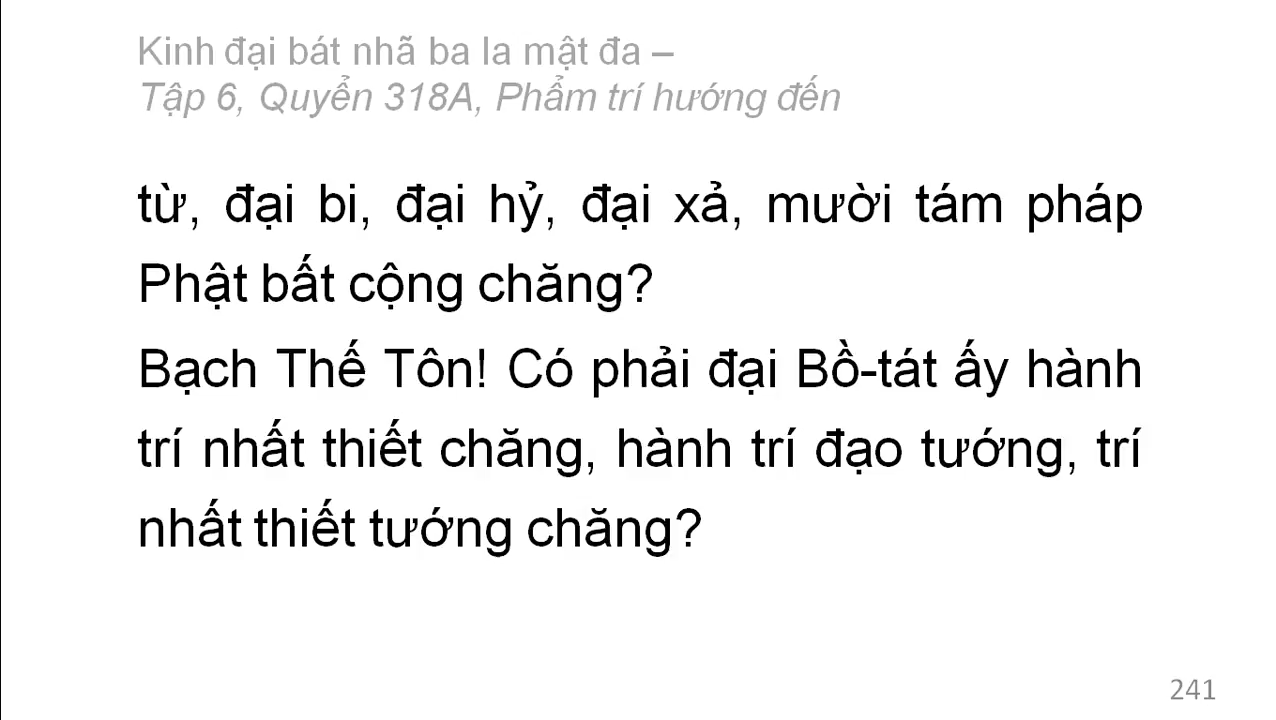 Kinh đại bát nhã ba la mật đa –
Tập 6, Quyển 318A, Phẩm trí hướng đến
từ, đại bi, đại hỷ, đại xả, mười tám pháp
Phật bất cộng chăng?
Bạch Thế Tôn! Có phải đại Bồ-tát ấy hành
trí nhất thiết chăng, hành trí đạo tướng, trí
nhất thiết tướng chăng?
241